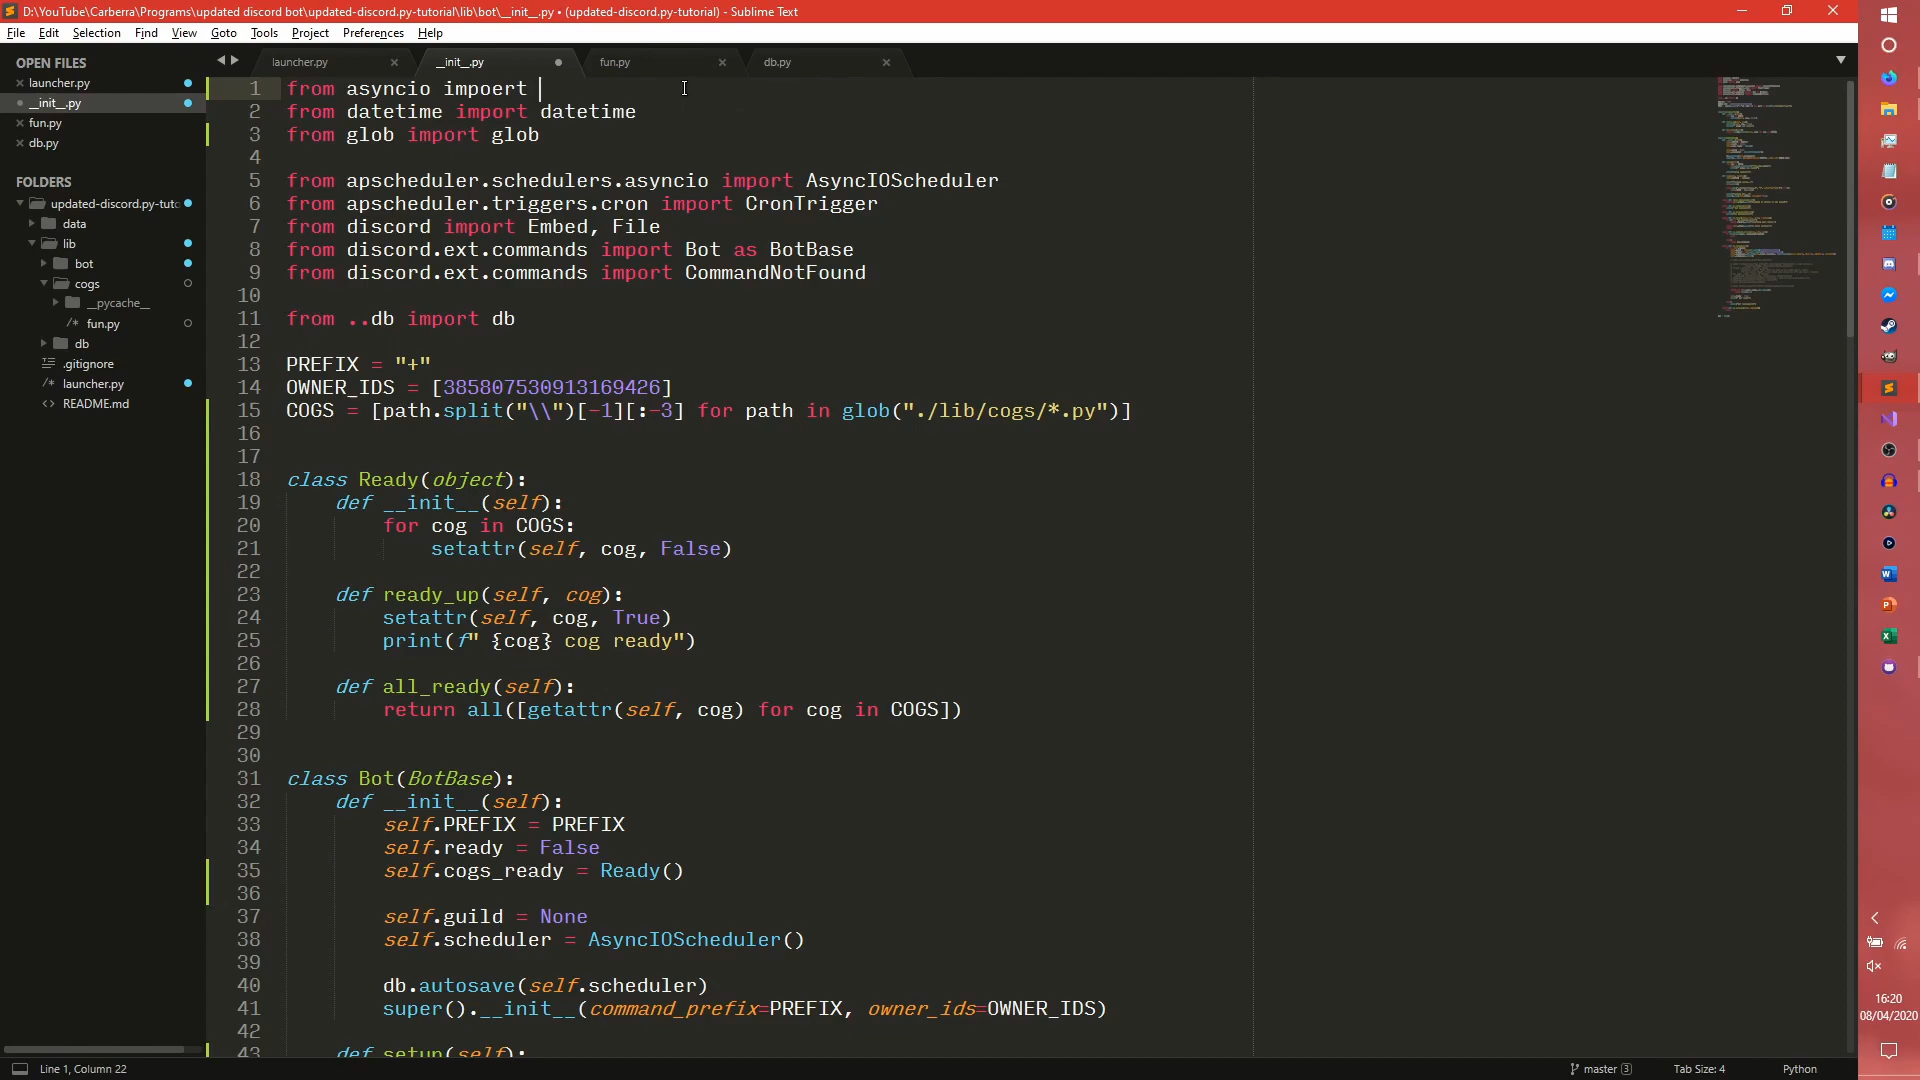 D:\YouTube\Carberra\Programs\updated discord bot\updated-discord.py-tutorial\lib\bot\__init__.py • (updated-discord.py-tutorial) - Sublime Text
File Edit Selection Find View Goto Tools Project Preferences Help
OPEN FILES
launcher.py
__init__.py
fun.py
db.py
FOLDERS
updated-discord.py-tuto
data
lib
bot
cogs
__pycache__
/* fun.py
db
.gitignore
/* launcher.py
<> README.md
launcher.py
__init__.py
fun.py
db.py
1 from asyncio impoert
2 from datetime import datetime
3 from glob import glob
4
5 from apscheduler.schedulers.asyncio import AsyncIOScheduler
6 from apscheduler.triggers.cron import CronTrigger
7 from discord import Embed, File
8 from discord.ext.commands import Bot as BotBase
9 from discord.ext.commands import CommandNotFound
10
11 from ..db import db
12
13 PREFIX = "+"
14 OWNER_IDS = [385807530913169426]
15 COGS = [path.split("\\")[-1][:-3] for path in glob("./lib/cogs/*.py")]
16
17
18 class Ready(object):
19 def __init__(self):
20 for cog in COGS:
21 setattr(self, cog, False)
22
23 def ready_up(self, cog):
24 setattr(self, cog, True)
25 print(f" {cog} cog ready")
26
27 def all_ready(self):
28 return all([getattr(self, cog) for cog in COGS])
29
30
31 class Bot(BotBase):
32 def __init__(self):
33 self.PREFIX = PREFIX
34 self.ready = False
35 self.cogs_ready = Ready()
36
37 self.guild = None
38 self.scheduler = AsyncIOScheduler()
39
40 db.autosave(self.scheduler)
41 super().__init__(command_prefix=PREFIX, owner_ids=OWNER_IDS)
42
43 def setup(self):
Line 1, Column 22
master 3
Tab Size: 4
Python
16:20
08/04/2020